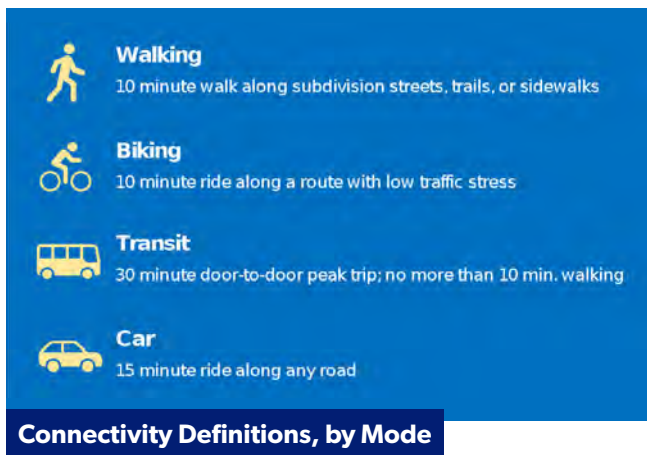 Walking
10 minute walk along subdivision streets, trails, or sidewalks
Biking
10 minute ride along a route with low traffic stress
Transit
30 minute door-to-door peak trip; no more than 10 min. walking
Car
15 minute ride along any road
Connectivity Definitions, by Mode